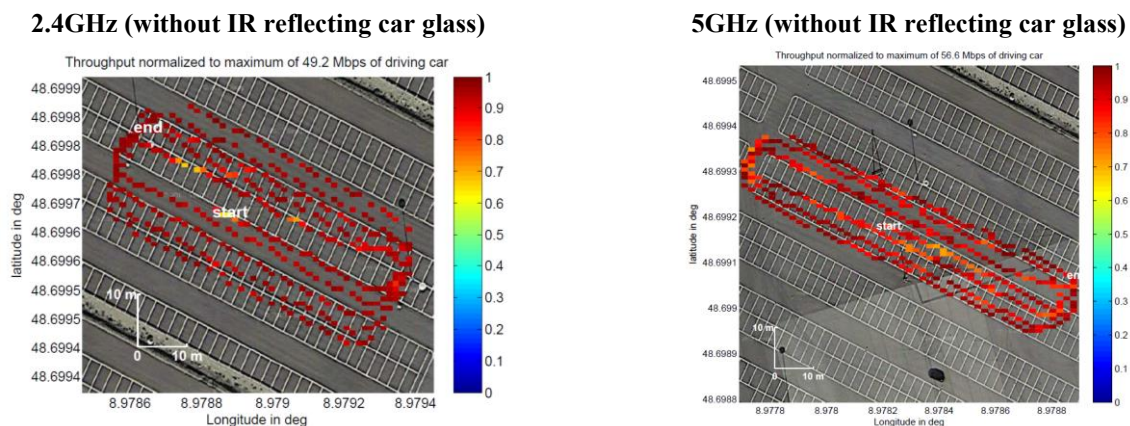 2.4GHz (without IR reflecting car glass)
Throughput normalized to maximum of 49.2 Mbps of driving car
48.6999
48.6998
48.6998
48.6997
48.6996
48.6995
48.6995
48.6994
48.6994
latitude in deg
end
start
10 m
0 10 m
8.9786 8.9788 8.979 8.9792 8.9794
Longitude in deg
1
0.9
0.8
0.7
0.6
0.5
0.4
0.3
0.2
0.1
0
5GHz (without IR reflecting car glass)
Throughput normalized to maximum of 56.6 Mbps of driving car
48.6995
48.6994
48.6993
48.6992
48.6991
48.699
48.6989
48.6988
latitude in deg
start
en
10 m
0 10 m
8.9778 8.978 8.9782 8.9784 8.9786 8.9788
Longitude in deg
1
0.9
0.8
0.7
0.6
0.5
0.4
0.3
0.2
0.1
0